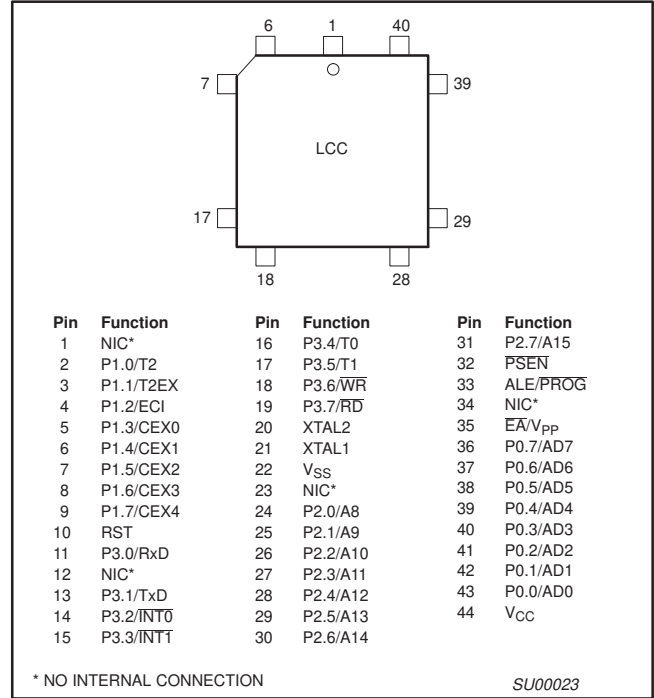 6 1 40
7 39
LCC
17 29
18 28
Pin Function Pin Function Pin Function
1 NIC* 16 P3.4/T0 31 P2.7/A15
2 P1.0/T2 17 P3.5/T1 32 PSEN
3 P1.1/T2EX 18 P3.6/WR 33 ALE/PROG
4 P1.2/ECI 19 P3.7/RD 34 NIC*
5 P1.3/CEX0 20 XTAL2 35 EA/VPP
6 P1.4/CEX1 21 XTAL1 36 P0.7/AD7
7 P1.5/CEX2 22 VSS 37 P0.6/AD6
8 P1.6/CEX3 23 NIC* 38 P0.5/AD5
9 P1.7/CEX4 24 P2.0/A8 39 P0.4/AD4
10 RST 25 P2.1/A9 40 P0.3/AD3
11 P3.0/RxD 26 P2.2/A10 41 P0.2/AD2
12 NIC* 27 P2.3/A11 42 P0.1/AD1
13 P3.1/TxD 28 P2.4/A12 43 P0.0/AD0
14 P3.2/INT0 29 P2.5/A13 44 VCC
15 P3.3/INT1 30 P2.6/A14
* NO INTERNAL CONNECTION SU00023